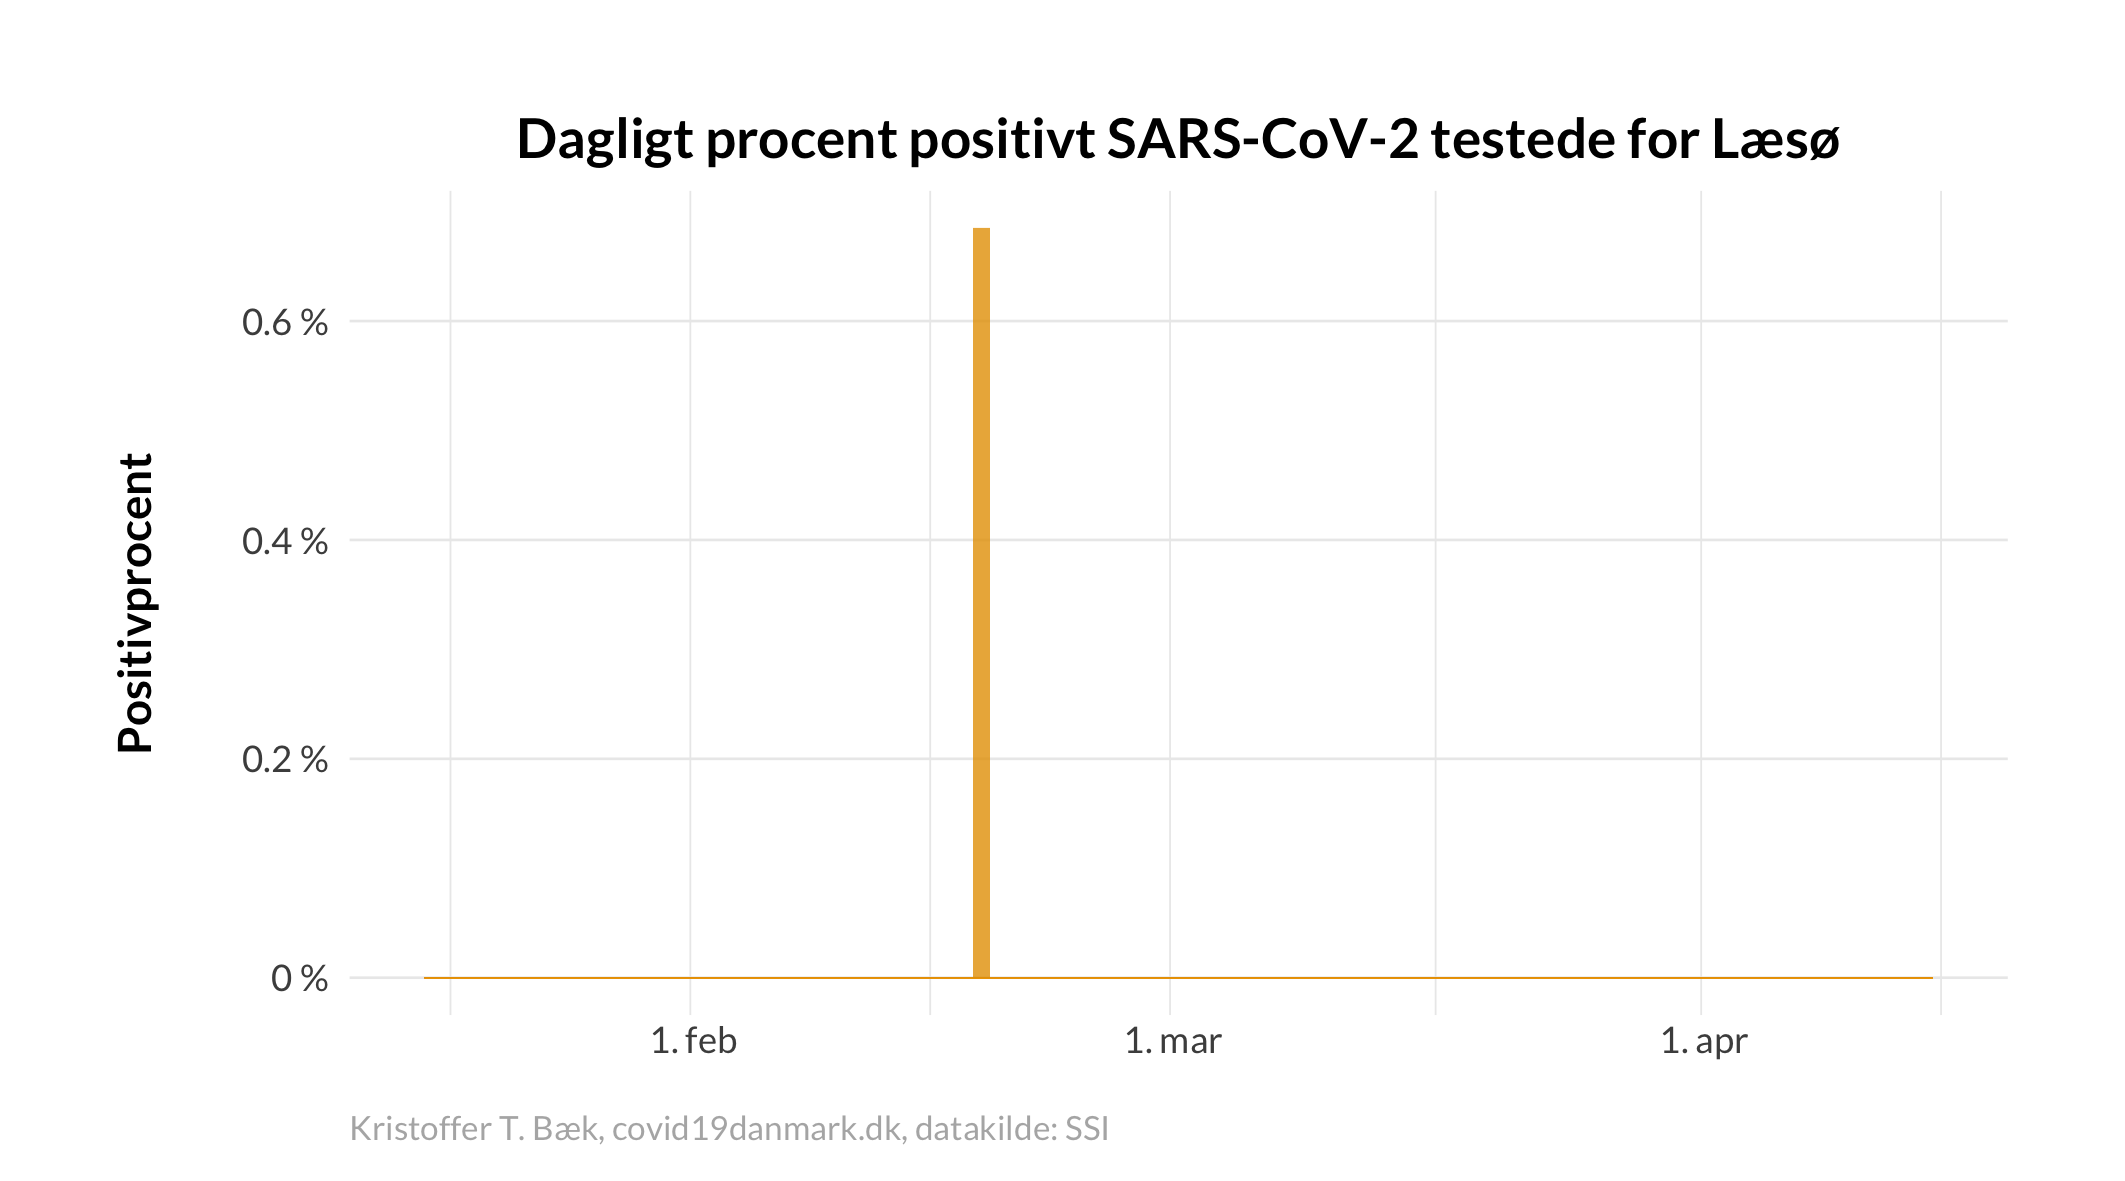 Dagligt procent positivt SARS-CoV-2 testede for Læsø
Positivprocent
0.6 %
0.4 %
0.2 %
0 %
1. feb
1. mar
1. apr
Kristoffer T. Bæk, covid19danmark.dk, datakilde: SSI